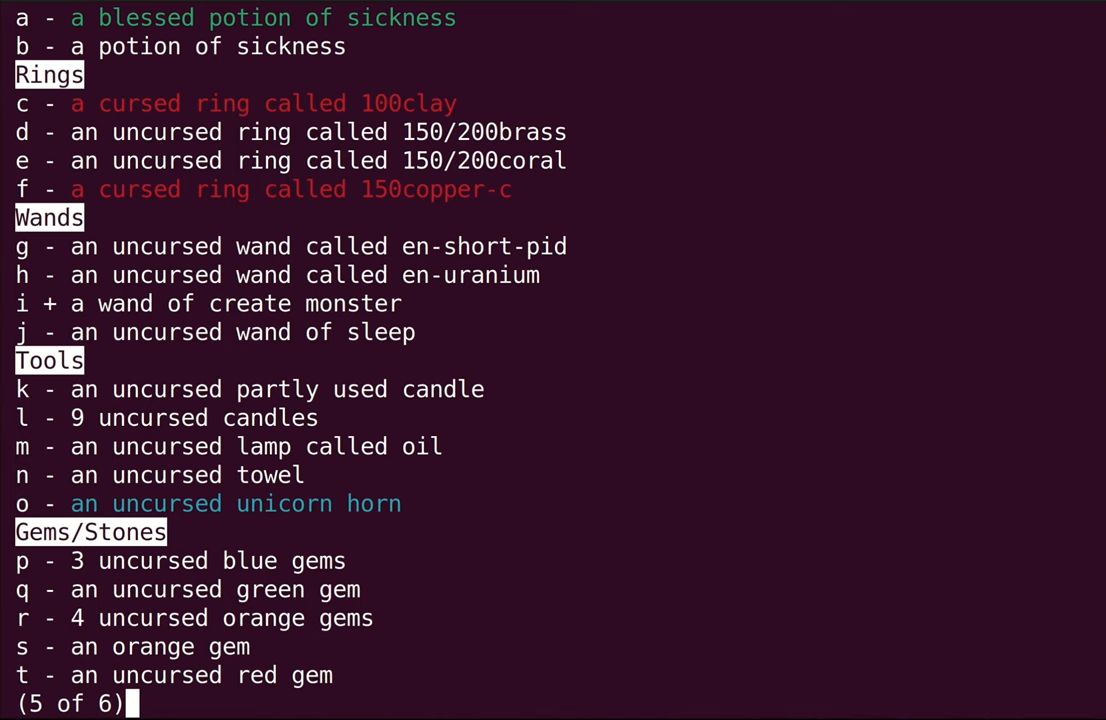 a - a blessed potion of sickness
b - a potion of sickness
Rings
c - a cursed ring called 100clay
d - an uncursed ring called 150/200brass
e - an uncursed ring called 150/200coral
f - a cursed ring called 150copper-c
Wands
g - an uncursed wand called en-short-pid
h - an uncursed wand called en-uranium
i + a wand of create monster
j - an uncursed wand of sleep
Tools
k - an uncursed partly used candle
l - 9 uncursed candles
m - an uncursed lamp called oil
n - an uncursed towel
o - an uncursed unicorn horn
Gems/Stones
p - 3 uncursed blue gems
q - an uncursed green gem
r - 4 uncursed orange gems
s - an orange gem
t - an uncursed red gem
(5 of 6)